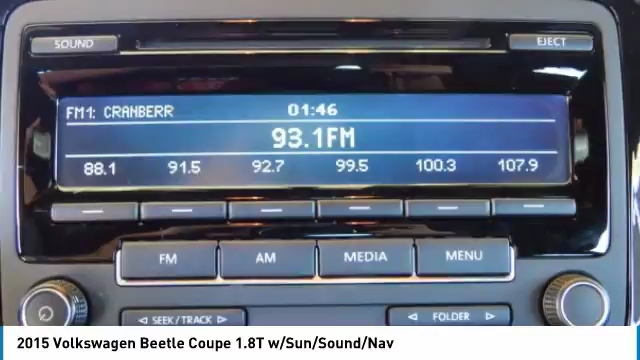 SOUND
EJECT
FM1: CRANBERR 01:46
93.1FM
88.1 91.5 92.7 99.5 100.3 107.9
FM AM MEDIA MENU
SEEK/TRACK FOLDER
2015 Volkswagen Beetle Coupe 1.8T w/Sun/Sound/Nav